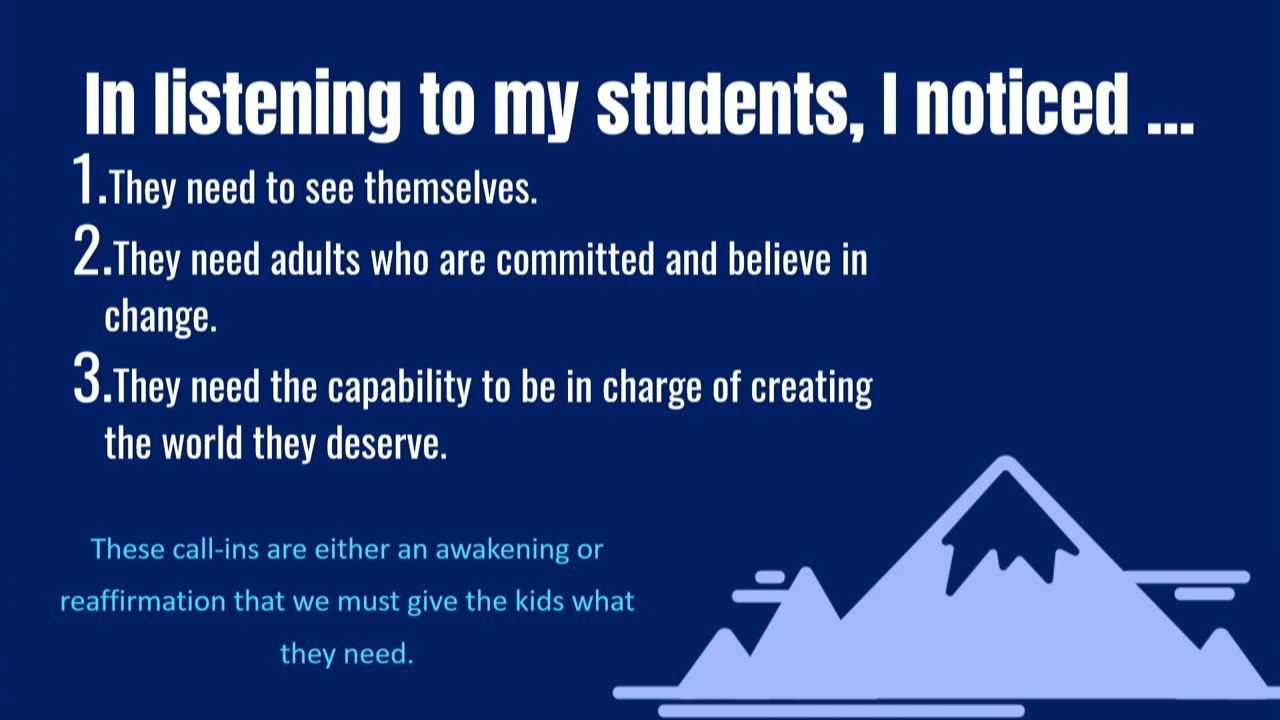 In listening to my students, I noticed ...
1.They need to see themselves.
2.They need adults who are committed and believe in
change.
3.They need the capability to be in charge of creating
the world they deserve.
These call-ins are either an awakening or
reaffirmation that we must give the kids what
they need.